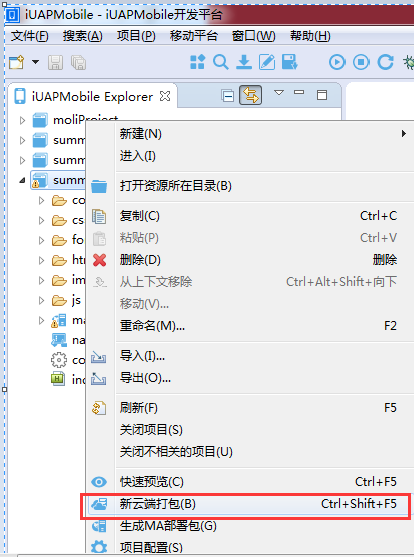 iUAPMobile - iUAPMobile开发平台
文件(F) 搜索(A) 项目(P) 移动平台 窗口(W) 帮助(H)
iUAPMobile Explorer
moliProject
summ
summ
summ
新建(N)
进入(I)
打开资源所在目录(B)
co
复制(C) Ctrl+C
cs
粘贴(P) Ctrl+V
fo
删除(D) 删除
ht
从上下文移除 Ctrl+Alt+Shift+向下
im
移动(V)...
js
重命名(M)... F2
ma
na
导入(I)...
co
导出(O)...
inc
刷新(F) F5
关闭项目(S)
关闭不相关的项目(U)
快速预览(C) Ctrl+F5
新云端打包(B) Ctrl+Shift+F5
生成MA部署包(G)
项目配置(S)